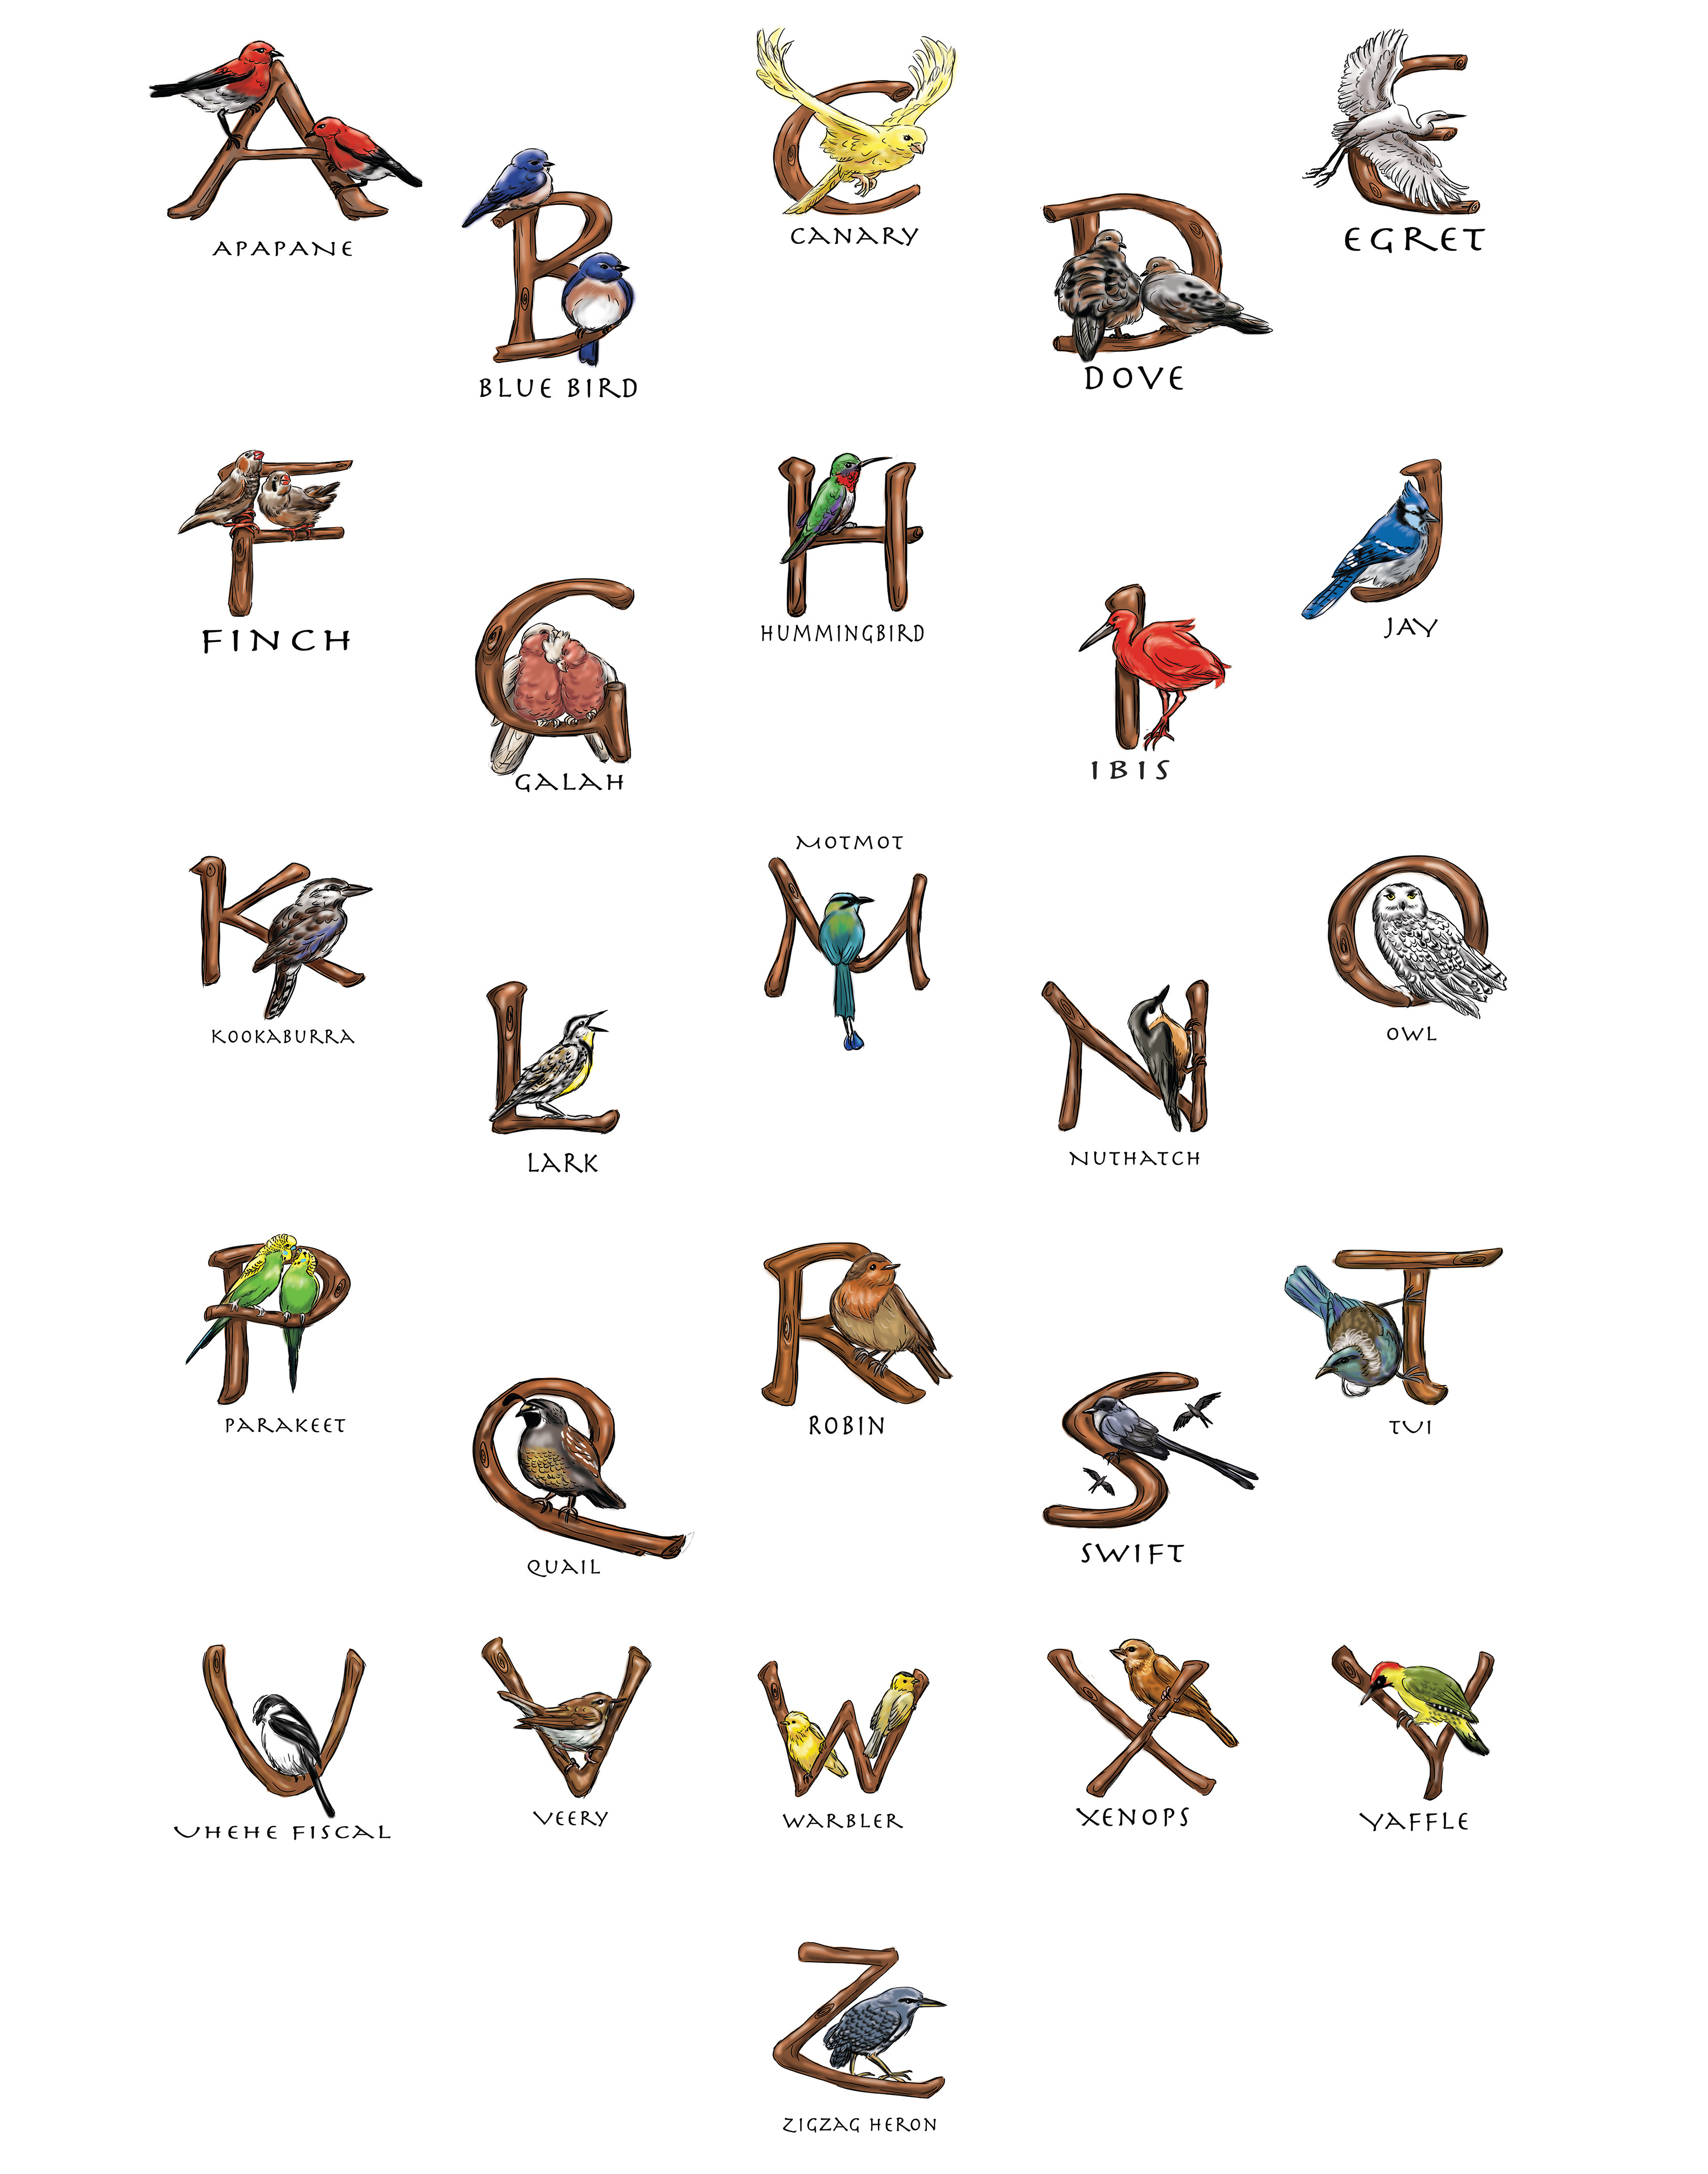 A
APAPANE
B
BLUE BIRD
C
CANARY
D
DOVE
E
EGRET
F
FINCH
G
GALAH
H
HUMMINGBIRD
I
IBIS
J
JAY
K
KOOKABURRA
L
LARK
MOTMOT
M
N
NUTHATCH
O
OWL
P
PARAKEET
Q
QUAIL
R
ROBIN
S
SWIFT
T
TUI
U
UHEHE FISCAL
V
VEERY
W
WARBLER
X
XENOPS
Y
YAFFLE
Z
ZIGZAG HERON